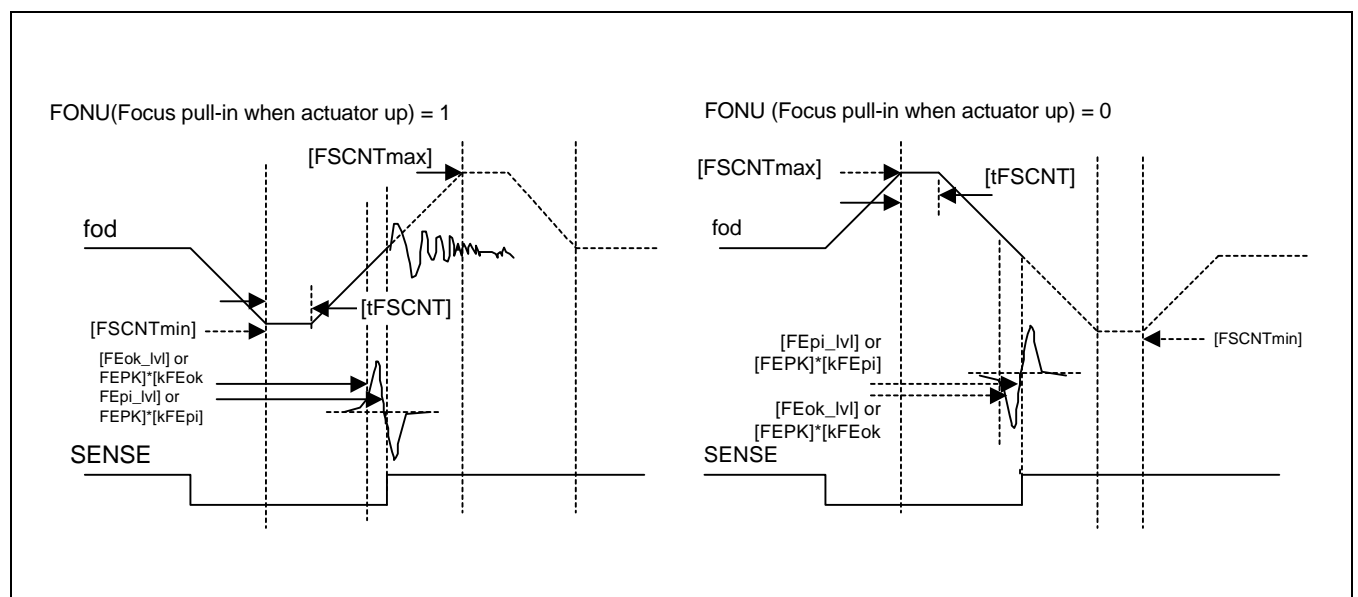 FONU(Focus pull-in when actuator up) = 1
[FSCNTmax]
fod
[tFSCNT]
[FSCNTmin]
[FEok_lvl] or
FEPK]*[kFEok
FEpi_lvl] or
FEPK]*[kFEpi]
SENSE
FONU (Focus pull-in when actuator up) = 0
[FSCNTmax]
[tFSCNT]
fod
[FSCNTmin]
[FEpi_lvl] or
[FEPK]*[kFEpi]
[FEok_lvl] or
[FEPK]*[kFEok
SENSE